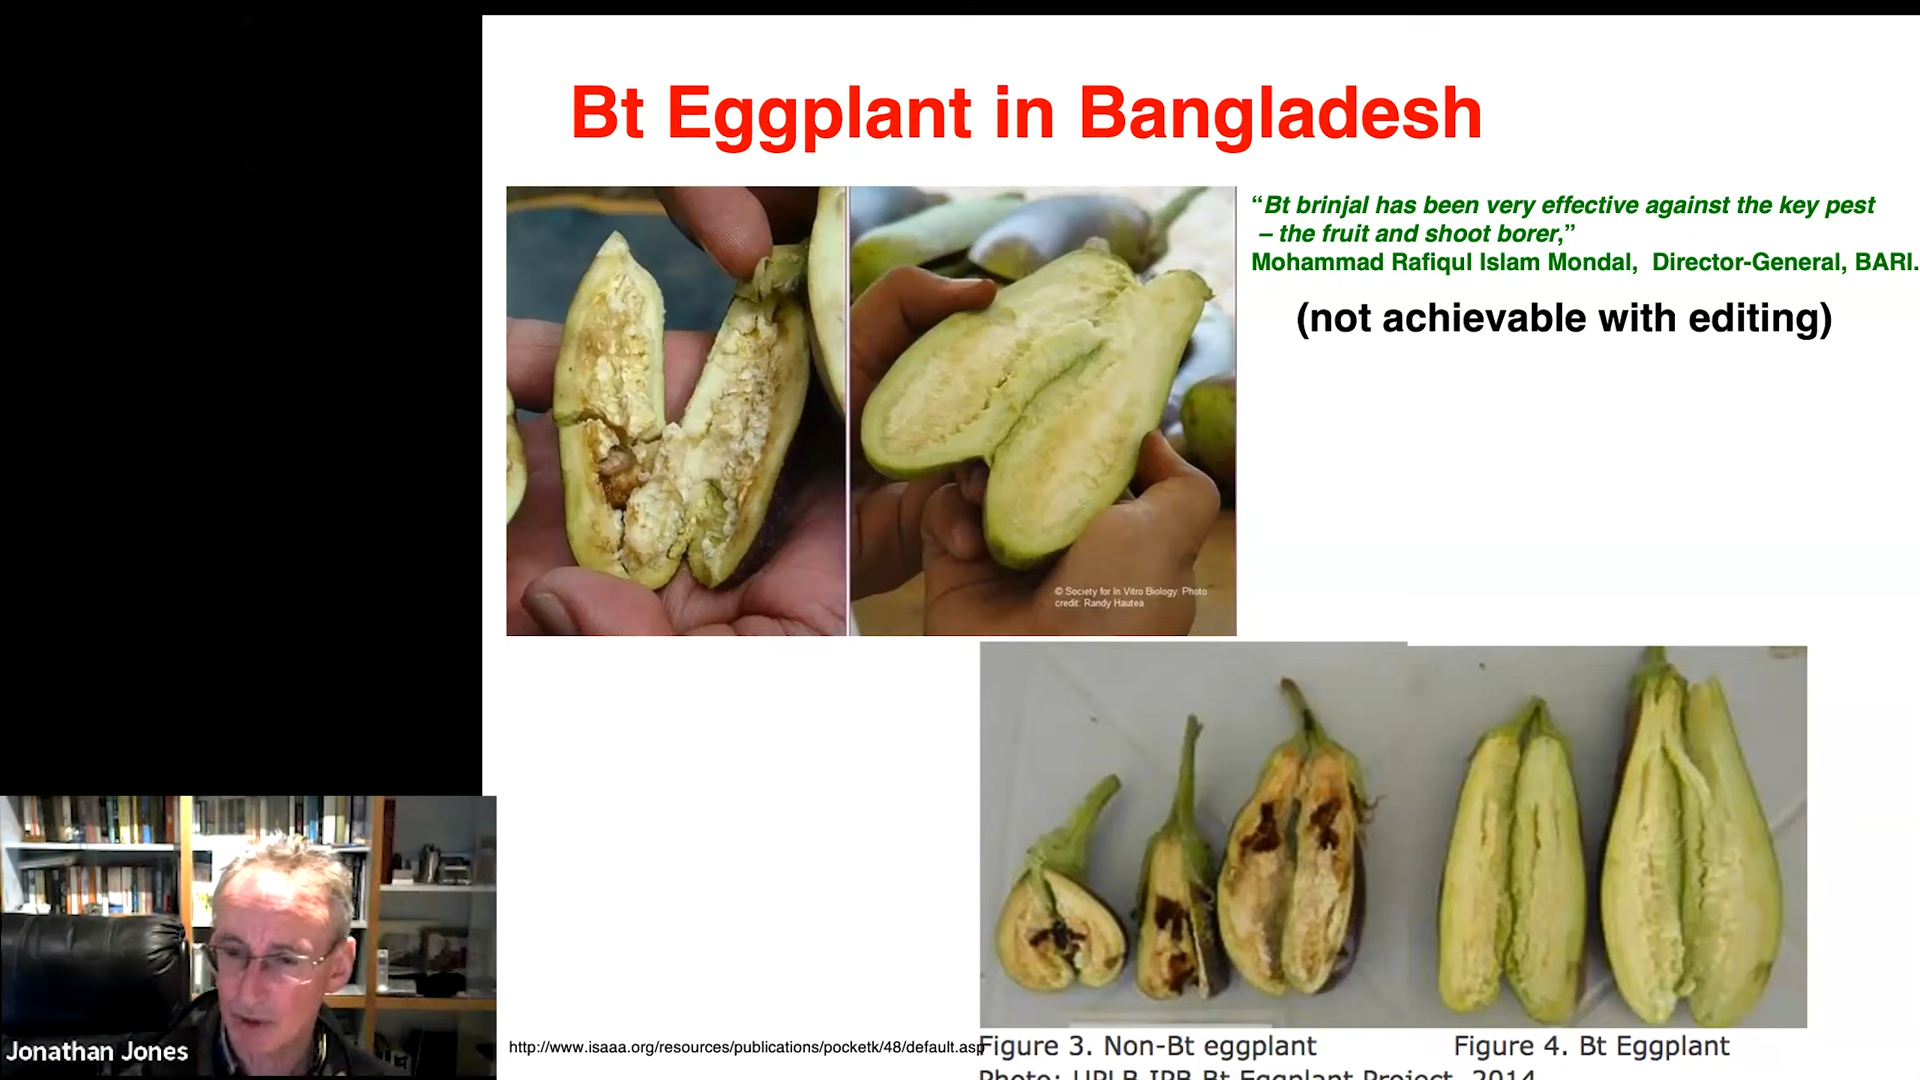 Bt Eggplant in Bangladesh
“Bt brinjal has been very effective against the key pest
– the fruit and shoot borer,”
Mohammad Rafiqul Islam Mondal,  Director-General, BARI.
(not achievable with editing)
© Society for In Vitro Biology. Photo
credit: Randy Hautea
Jonathan Jones
http://www.isaaa.org/resources/publications/pocketk/48/default.asp
Figure 3. Non-Bt eggplant
Figure 4. Bt Eggplant
Photo: UPLB IPB Bt Eggplant Project, 2014